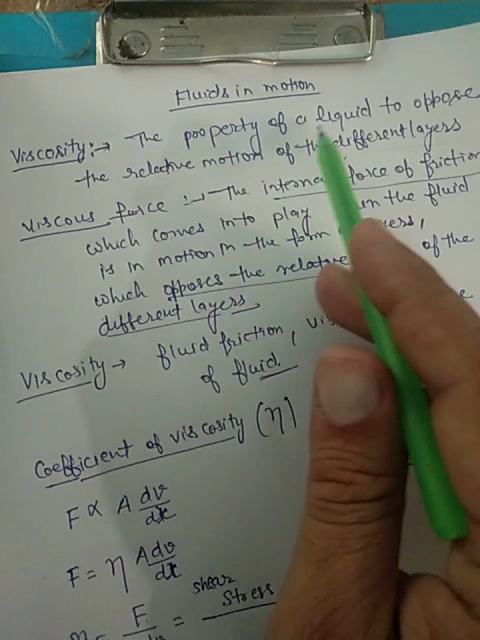 Fluids in motion
Viscosity :→ The property of a liquid to oppose
the relative motion of the different layers
Viscous force :→ The internal force of friction
which comes into play in the fluid
is in motion in the form
which opposes the relative of the
different layers
Viscosity → fluid friction,
of fluid.
Coefficient of viscosity (η)
F ∝ A dv/dx
F = η A dv/dx
F = shear stress